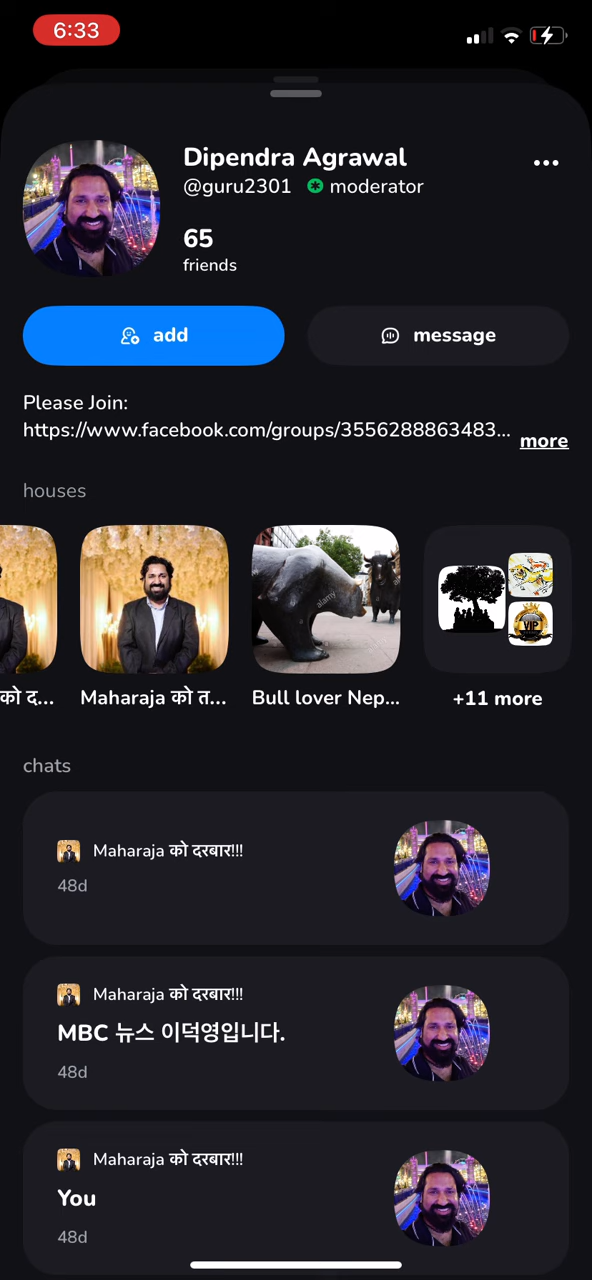 6:33
Dipendra Agrawal
@guru2301 moderator
65
friends
add
message
Please Join:
https://www.facebook.com/groups/3556288863483... more
houses
को द...
Maharaja को त...
Bull lover Nep...
+11 more
alamy
VIP
chats
Maharaja को दरबार!!!
48d
Maharaja को दरबार!!!
MBC 뉴스 이덕영입니다.
48d
Maharaja को दरबार!!!
You
48d